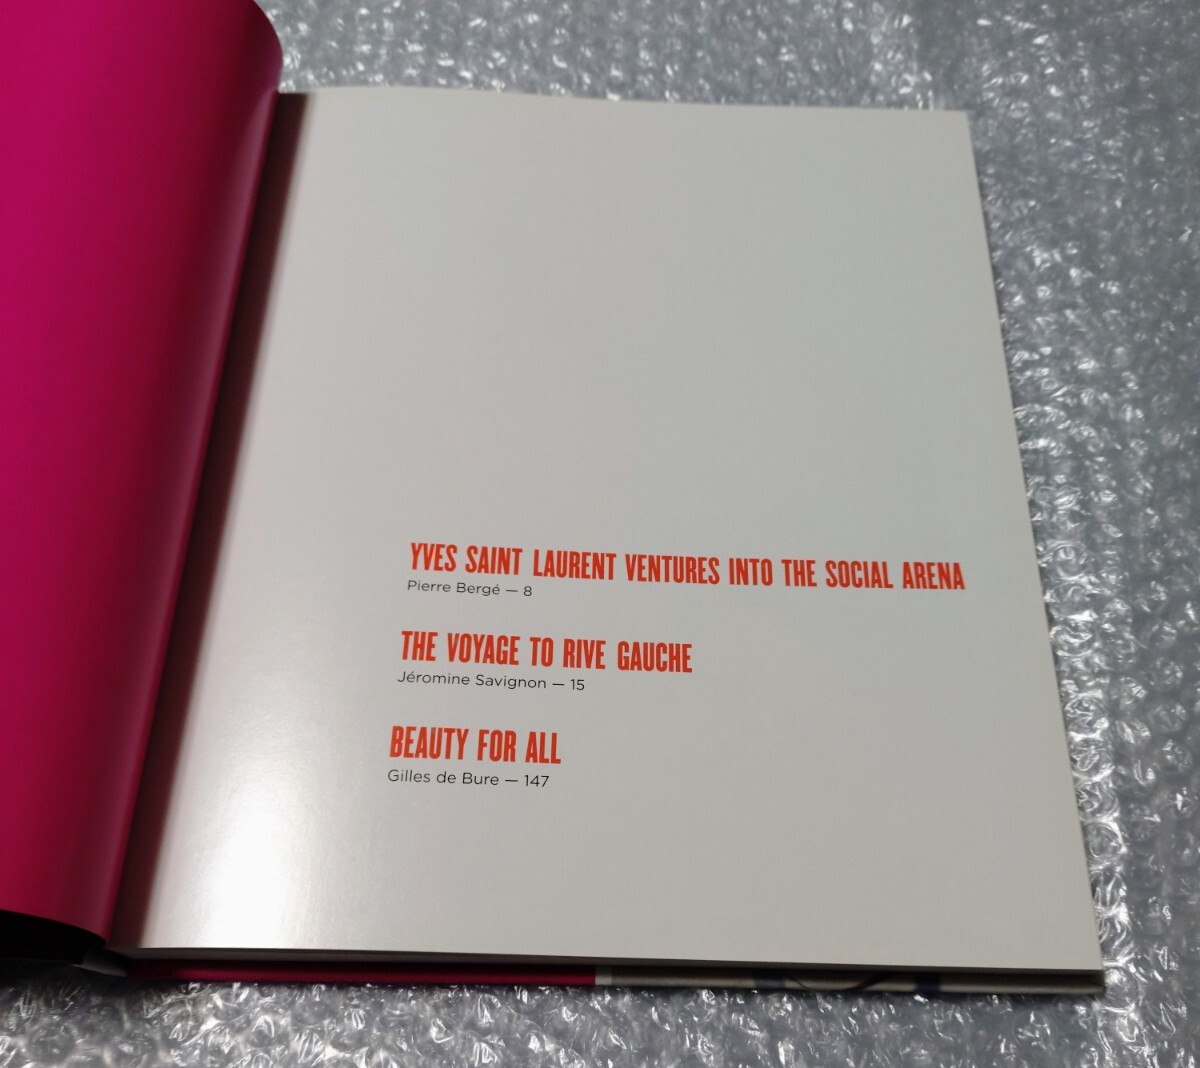 YVES SAINT LAURENT VENTURES INTO THE SOCIAL ARENA
Pierre Bergé — 8
THE VOYAGE TO RIVE GAUCHE
Jéromine Savignon — 15
BEAUTY FOR ALL
Gilles de Bure — 147